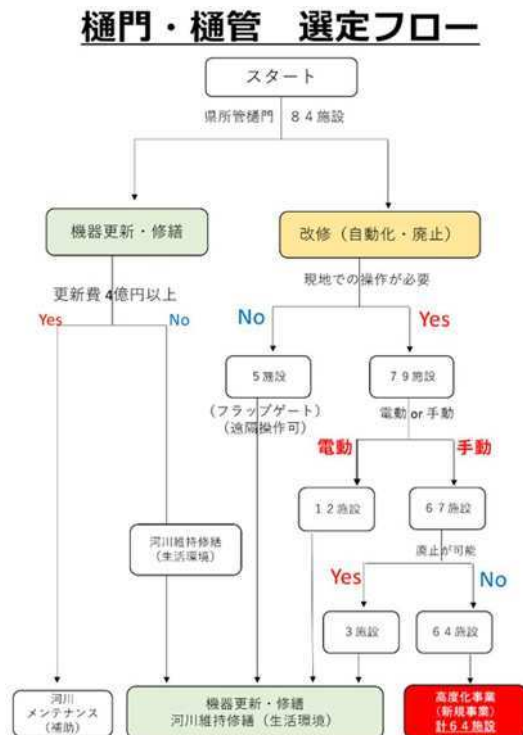 樋門・樋管　選定フロー
スタート
県所管樋門　８４施設
機器更新・修繕
改修（自動化・廃止）
更新費4億円以上
現地での操作が必要
Yes
No
No
Yes
5施設
７９施設
（フラップゲート）
（遠隔操作可）
電動 or 手動
電動
手動
１２施設
６７施設
河川維持修繕
（生活環境）
廃止が可能
Yes
No
3施設
６４施設
河川
メンテナンス
（補助）
機器更新・修繕
河川維持修繕（生活環境）
高度化事業
（新規事業）
計６４施設